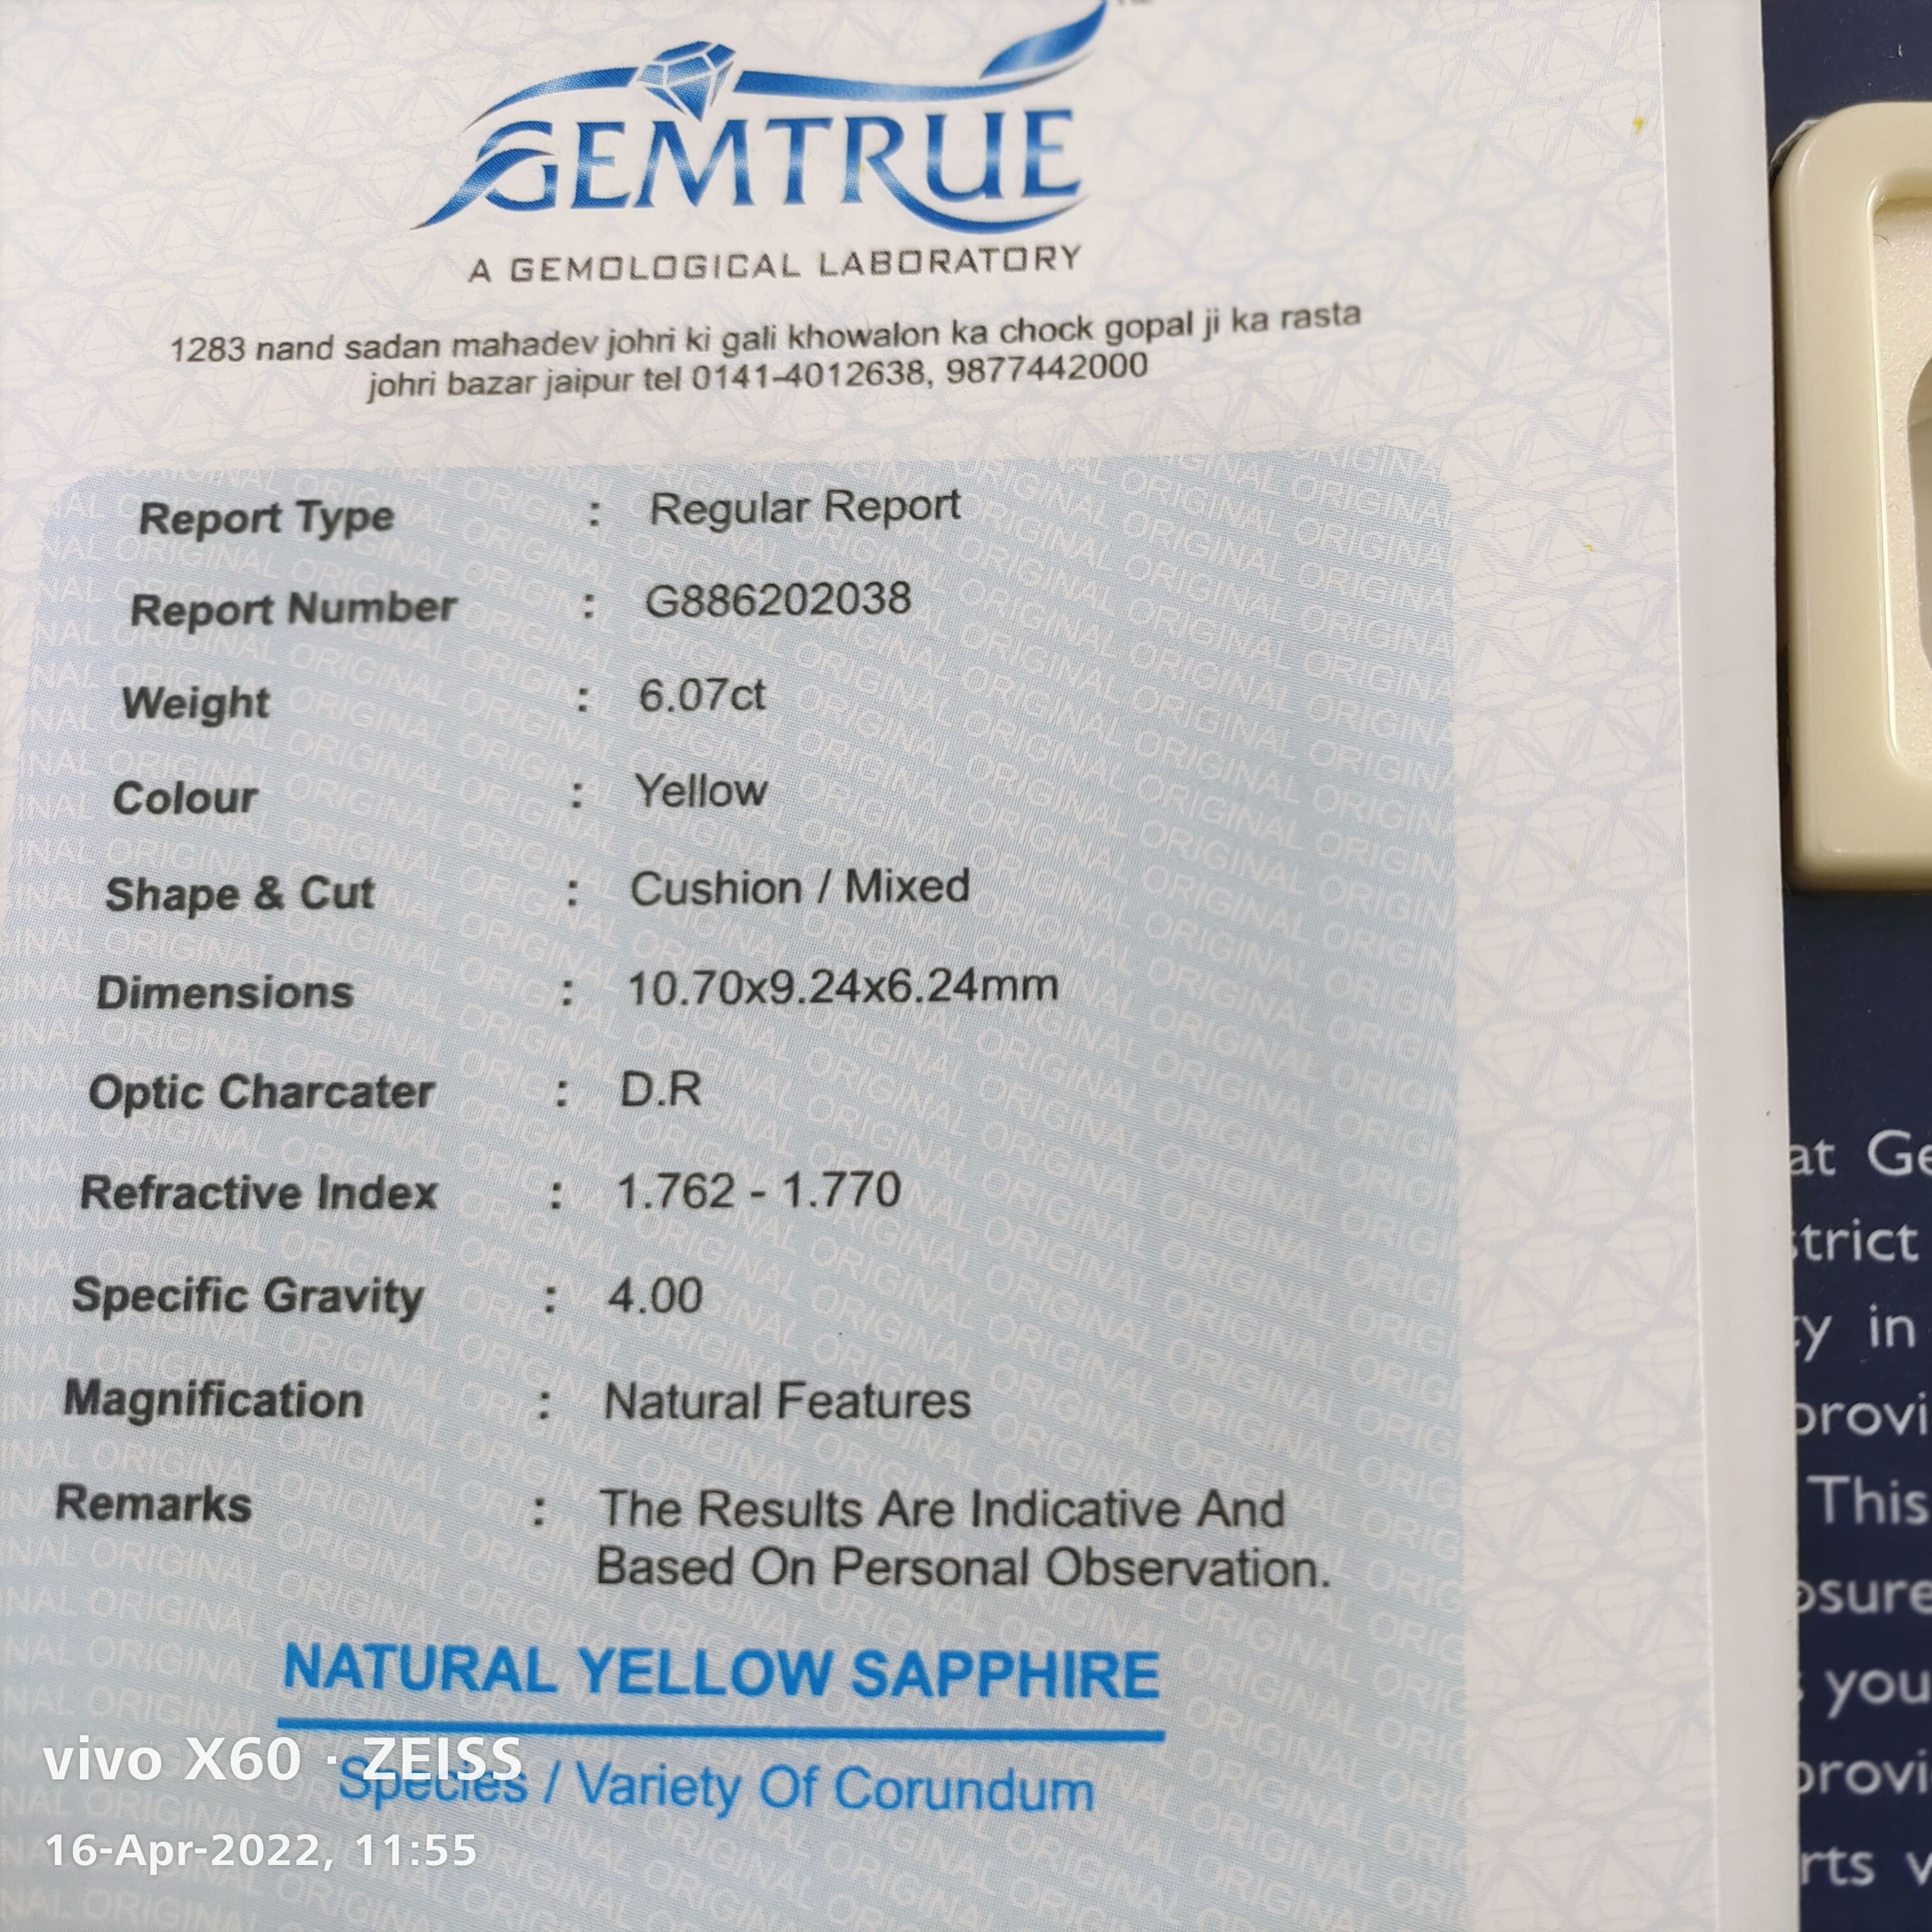 GEMTRUE
A GEMOLOGICAL LABORATORY
1283 nand sadan mahadev johri ki gali khowalon ka chock gopal ji ka rasta
johri bazar jaipur tel 0141-4012638, 9877442000
Report Type : Regular Report
Report Number : G886202038
Weight : 6.07ct
Colour : Yellow
Shape & Cut : Cushion / Mixed
Dimensions : 10.70x9.24x6.24mm
Optic Charcater : D.R
Refractive Index : 1.762 - 1.770
Specific Gravity : 4.00
Magnification : Natural Features
Remarks : The Results Are Indicative And
Based On Personal Observation.
NATURAL YELLOW SAPPHIRE
Species / Variety Of Corundum
vivo X60 · ZEISS
16-Apr-2022, 11:55
at
in
This
you